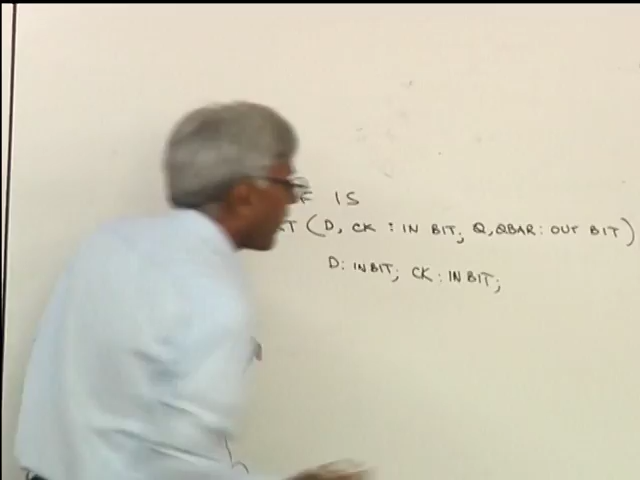 F IS
T (D, CK : IN BIT; Q, QBAR : OUT BIT)
D: IN BIT; CK : IN BIT;